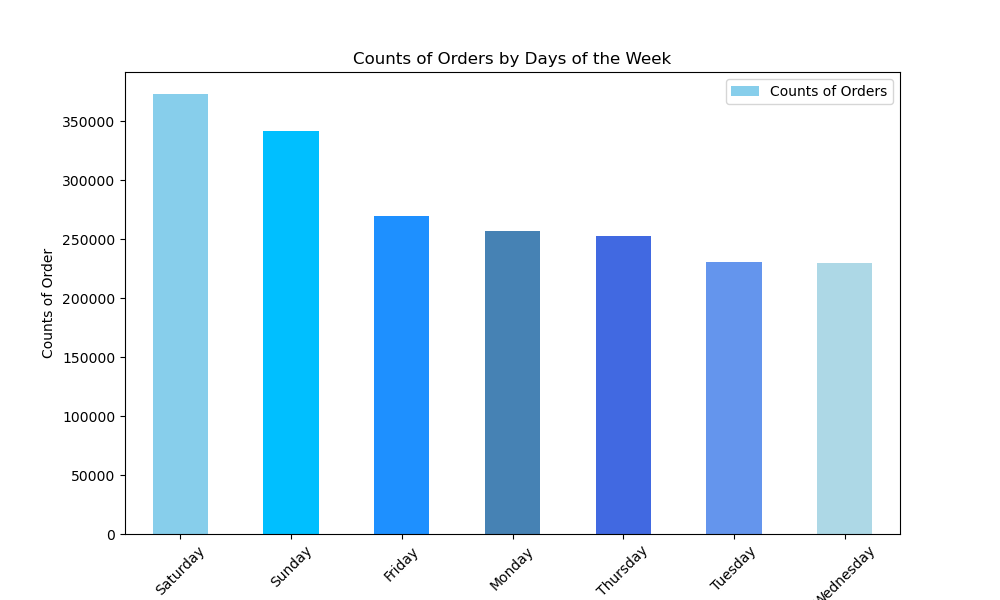 Counts of Orders by Days of the Week
Counts of Orders
Counts of Order
350000
300000
250000
200000
150000
100000
50000
0
Saturday
Sunday
Friday
Monday
Thursday
Tuesday
Wednesday